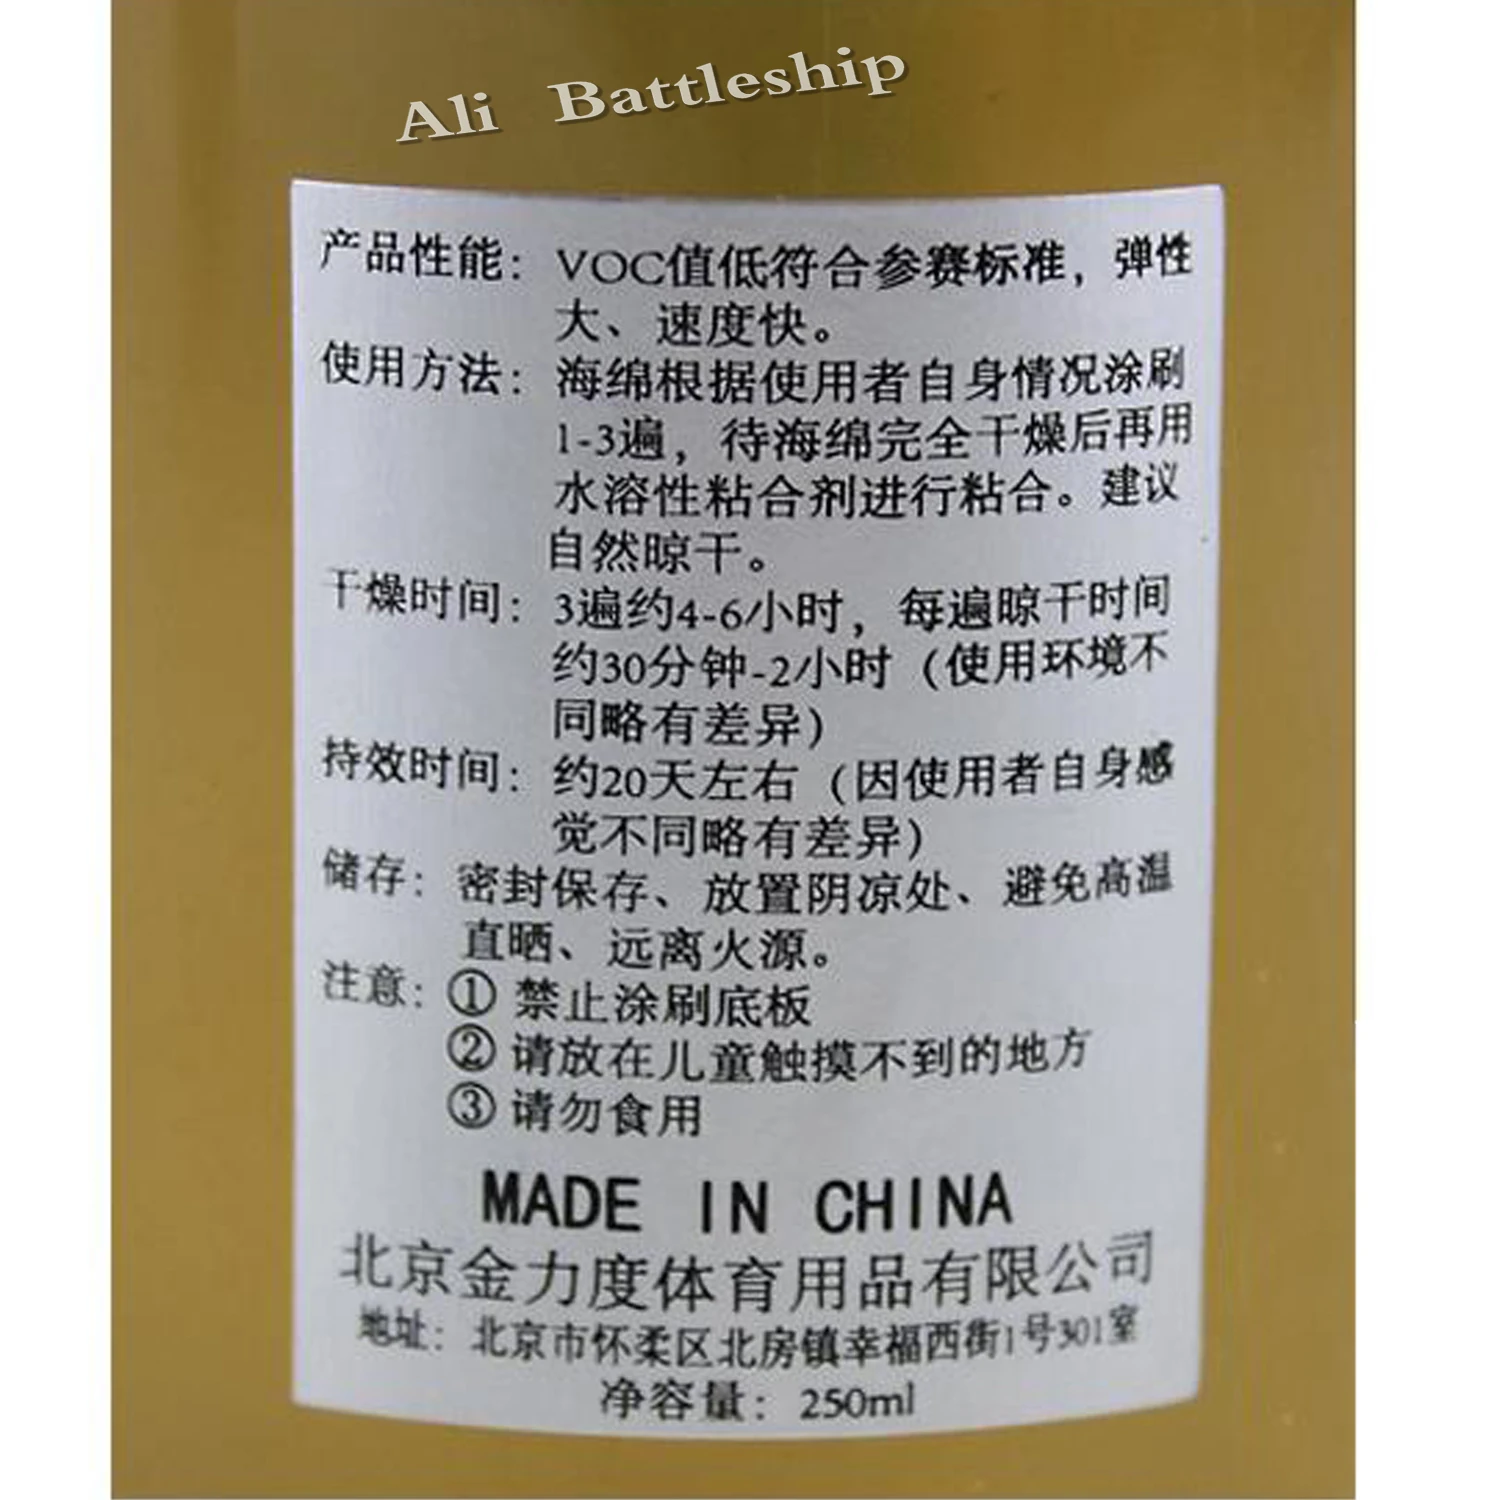 Ali Battleship
产品性能：VOC值低符合参赛标准，弹性
大、速度快。
使用方法：海绵根据使用者自身情况涂刷
1-3遍，待海绵完全干燥后再用
水溶性粘合剂进行粘合。建议
自然晾干。
干燥时间：3遍约4-6小时，每遍晾干时间
约30分钟-2小时（使用环境不
同略有差异）
持效时间：约20天左右（因使用者自身感
觉不同略有差异）
储存：密封保存、放置阴凉处、避免高温
直晒、远离火源。
注意：① 禁止涂刷底板
② 请放在儿童触摸不到的地方
③ 请勿食用
MADE IN CHINA
北京金力度体育用品有限公司
地址：北京市怀柔区北房镇幸福西街1号301室
净容量：250ml